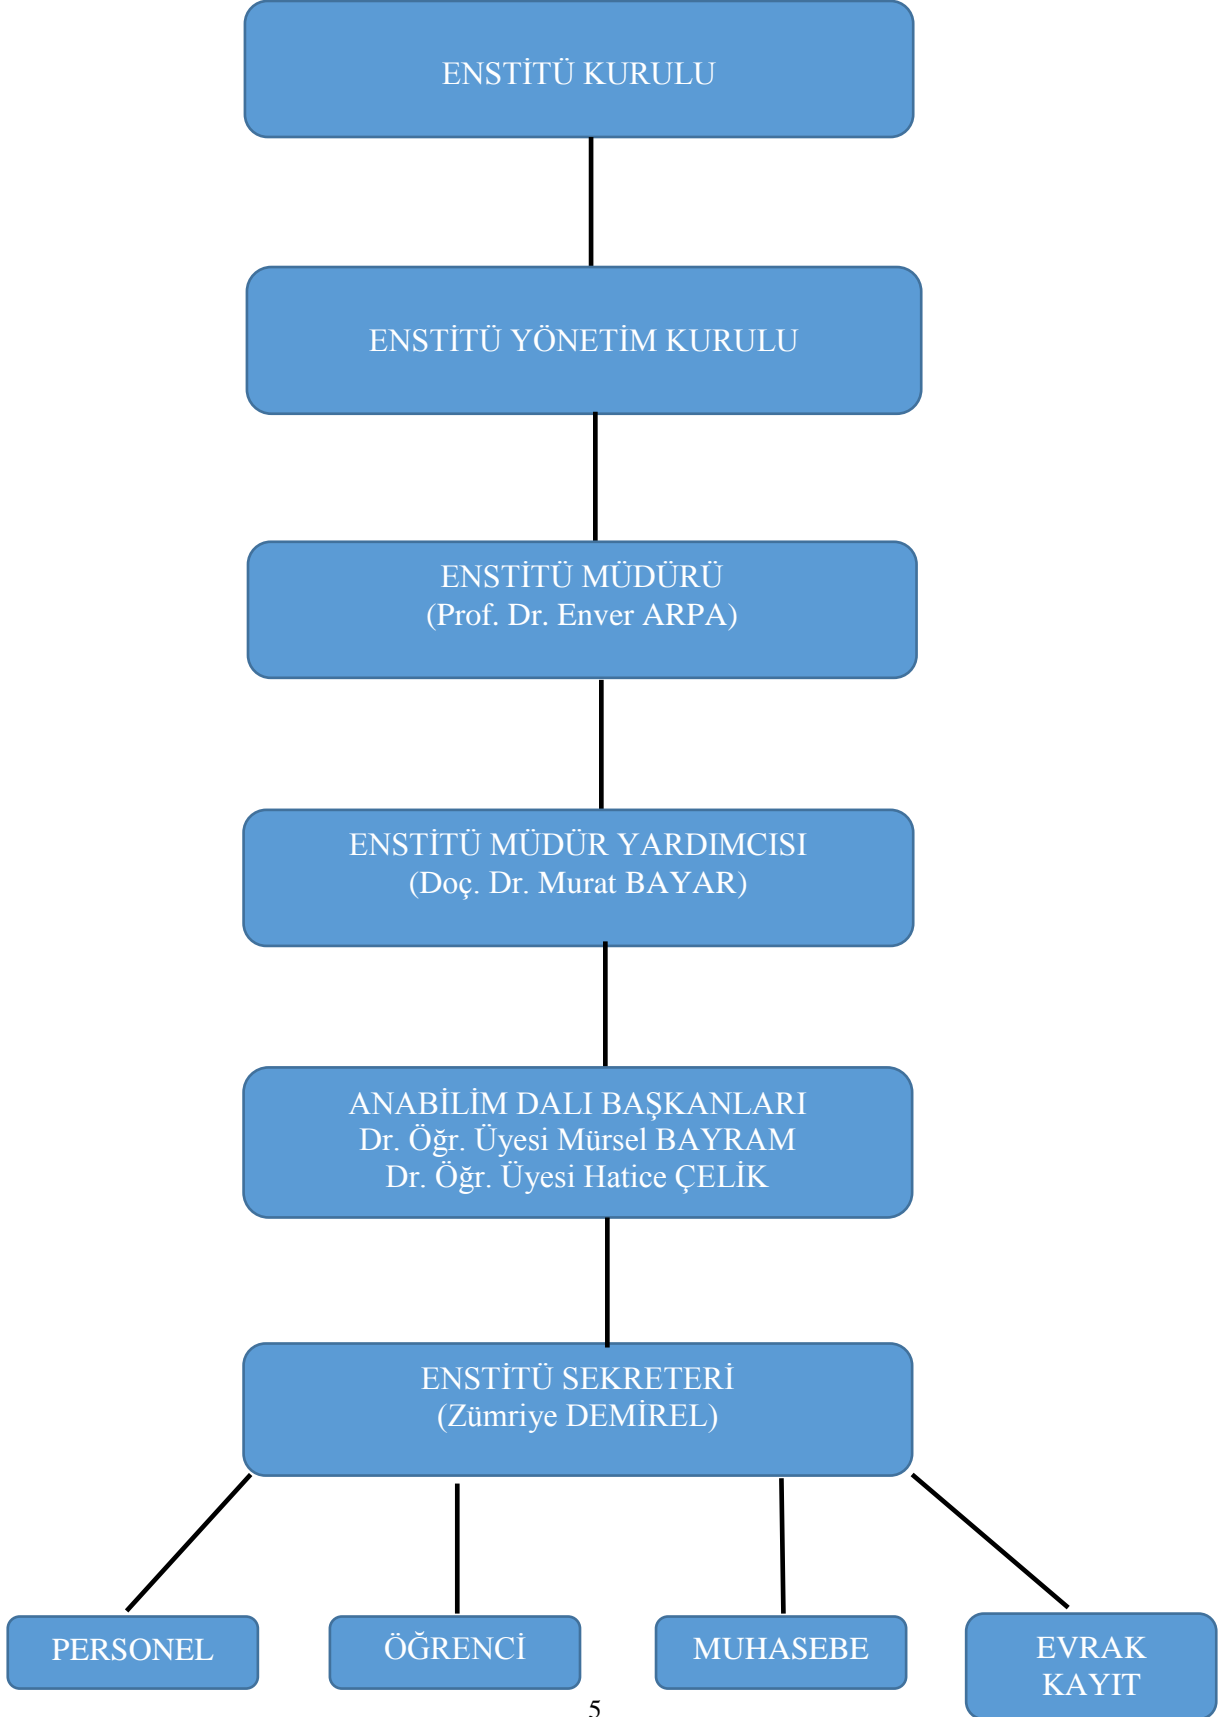 ENSTİTÜ KURULU
ENSTİTÜ YÖNETİM KURULU
ENSTİTÜ MÜDÜRÜ
(Prof. Dr. Enver ARPA)
ENSTİTÜ MÜDÜR YARDIMCISI
(Doç. Dr. Murat BAYAR)
ANABİLİM DALI BAŞKANLARI
Dr. Öğr. Üyesi Mürsel BAYRAM
Dr. Öğr. Üyesi Hatice ÇELİK
ENSTİTÜ SEKRETERİ
(Zümriye DEMİREL)
PERSONEL
ÖĞRENCİ
MUHASEBE
EVRAK
KAYIT
5